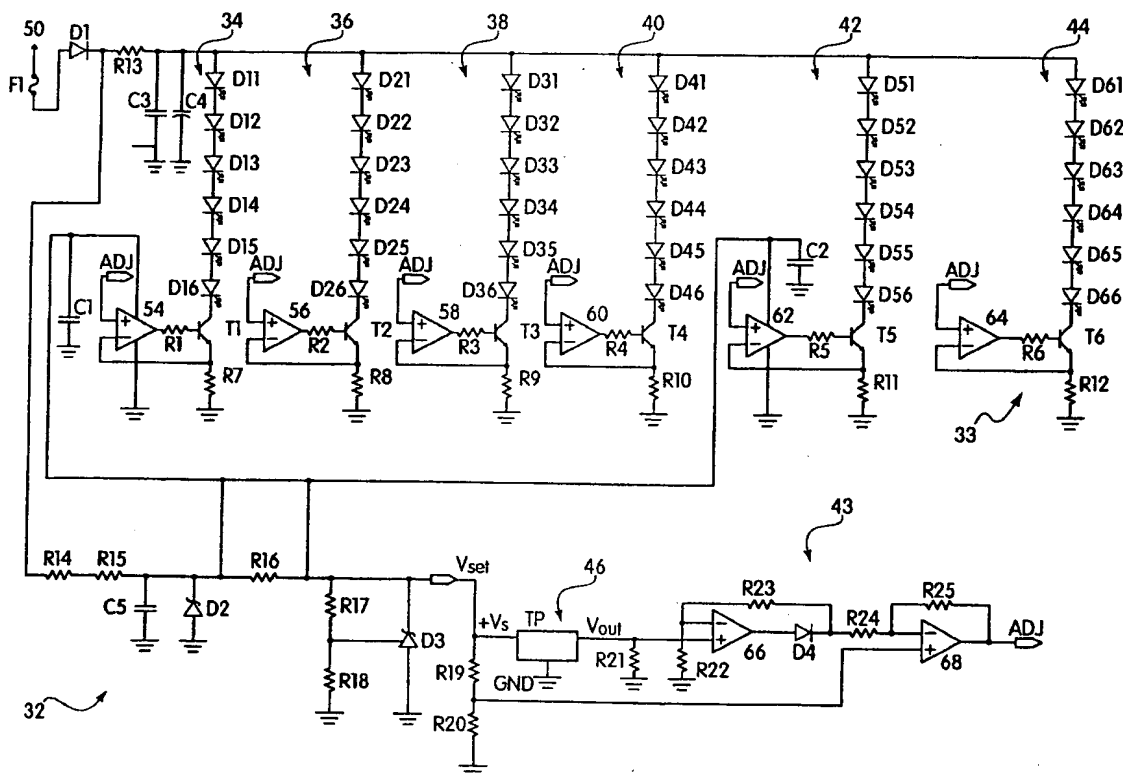 50
D1
34
36
38
40
42
44
F1
R13
C3
C4
D11
D21
D31
D41
D51
D61
D12
D22
D32
D42
D52
D62
D13
D23
D33
D43
D53
D63
D14
D24
D34
D44
D54
D64
D15
D25
D35
D45
D55
D65
ADJ
ADJ
ADJ
ADJ
ADJ
ADJ
C2
D16
D26
D36
D46
D56
D66
C1
54
56
58
60
62
64
R1
T1
R2
T2
R3
T3
R4
T4
R5
T5
R6
T6
R7
R8
R9
R10
R11
R12
33
43
R14
R15
R16
Vset
46
R23
R25
C5
D2
R17
+Vs
TP
Vout
R24
ADJ
D3
R19
R21
R22
66
D4
68
R18
GND
R20
32